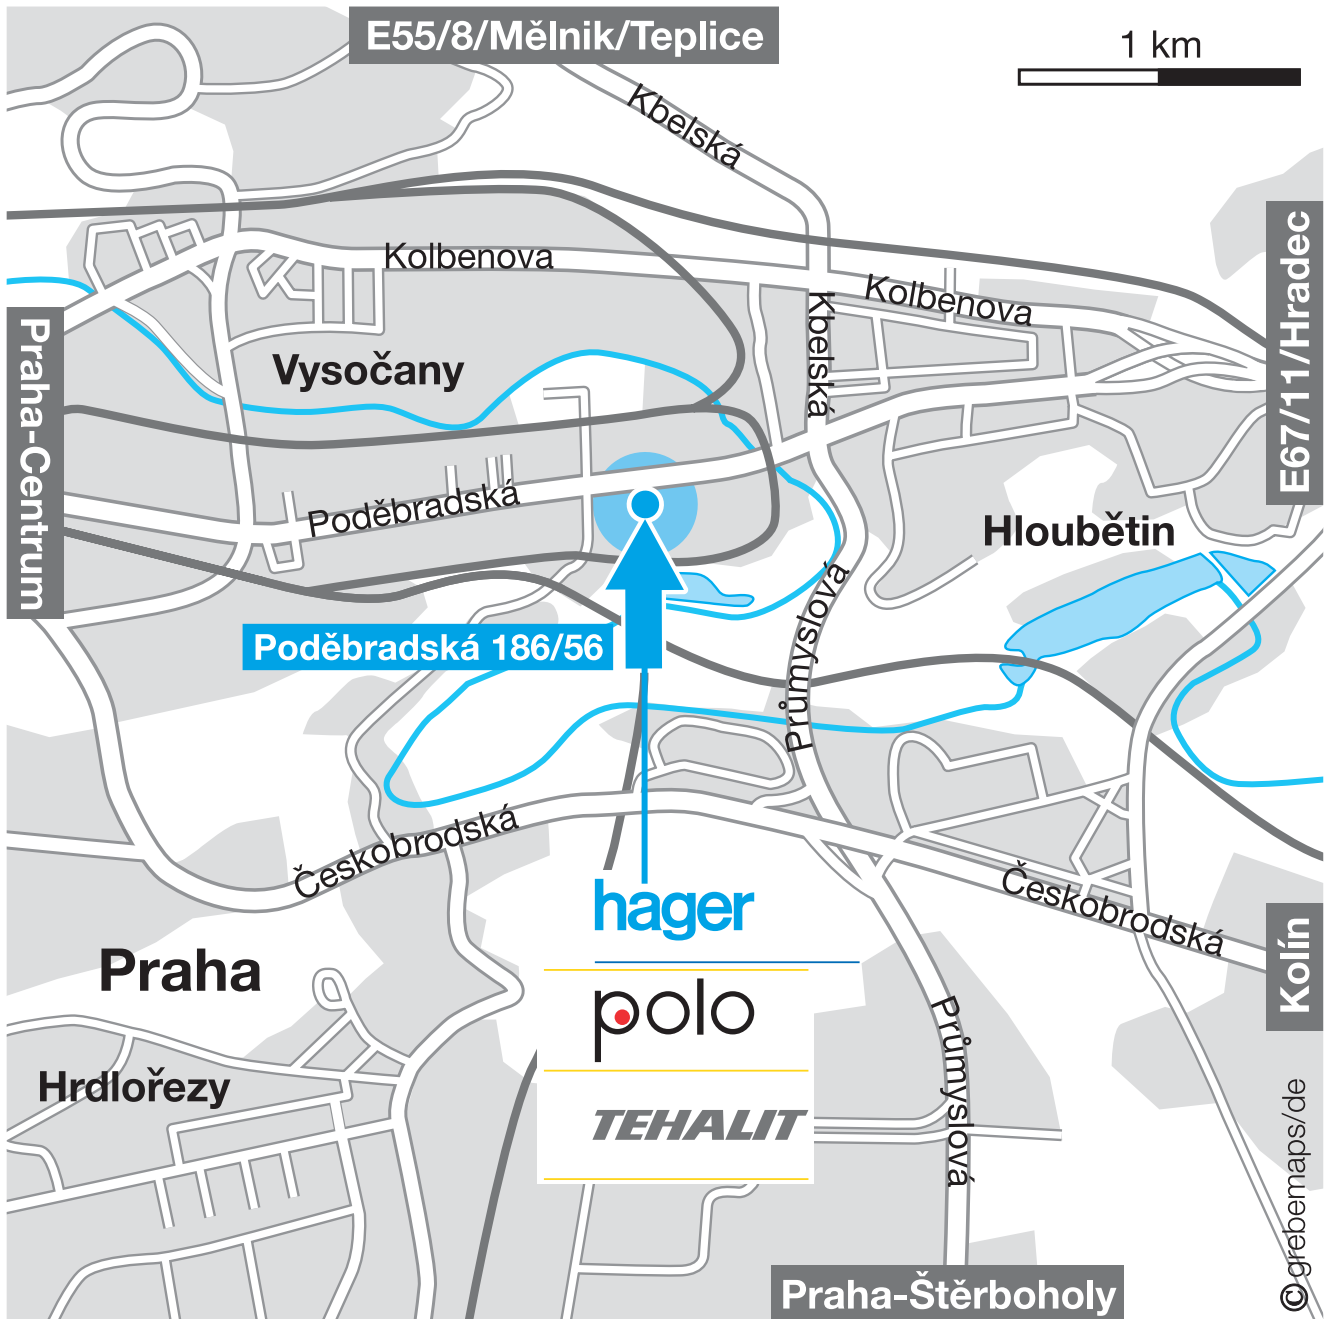 E55/8/Mělnik/Teplice
1 km
Kbelská
Kolbenova
Kolbenova
Kbelská
E67/11/Hradec
Praha-Centrum
Vysočany
Poděbradská
Hloubětin
Průmyslová
Poděbradská 186/56
Českobrodská
Českobrodská
hager
Praha
Kolín
polo
Průmyslová
Hrdlořezy
TEHALIT
©grebemaps/de
Praha-Štěrboholy